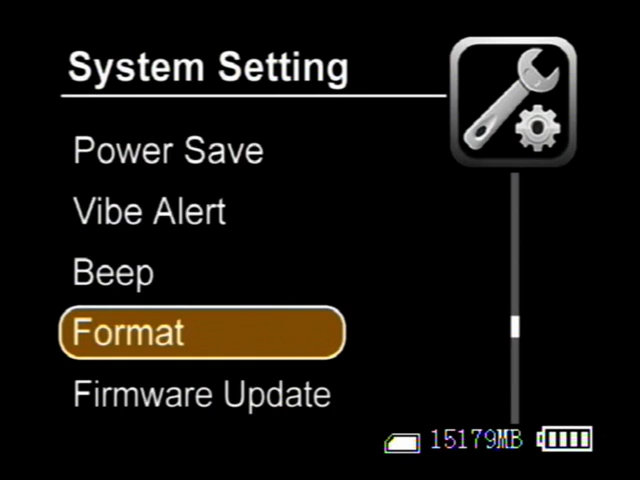 System Setting
Power Save
Vibe Alert
Beep
Format
Firmware Update
15179MB